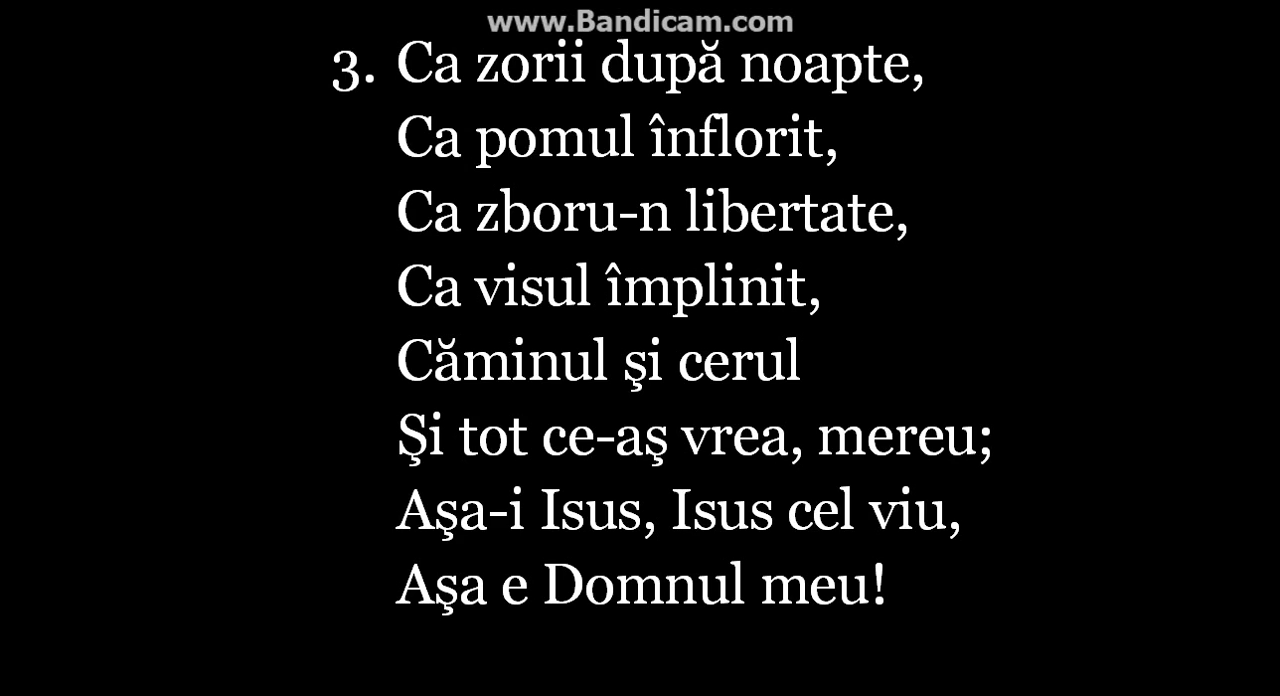 www.Bandicam.com
3. Ca zorii după noapte,
Ca pomul înflorit,
Ca zboru-n libertate,
Ca visul împlinit,
Căminul şi cerul
Şi tot ce-aş vrea, mereu;
Aşa-i Isus, Isus cel viu,
Aşa e Domnul meu!